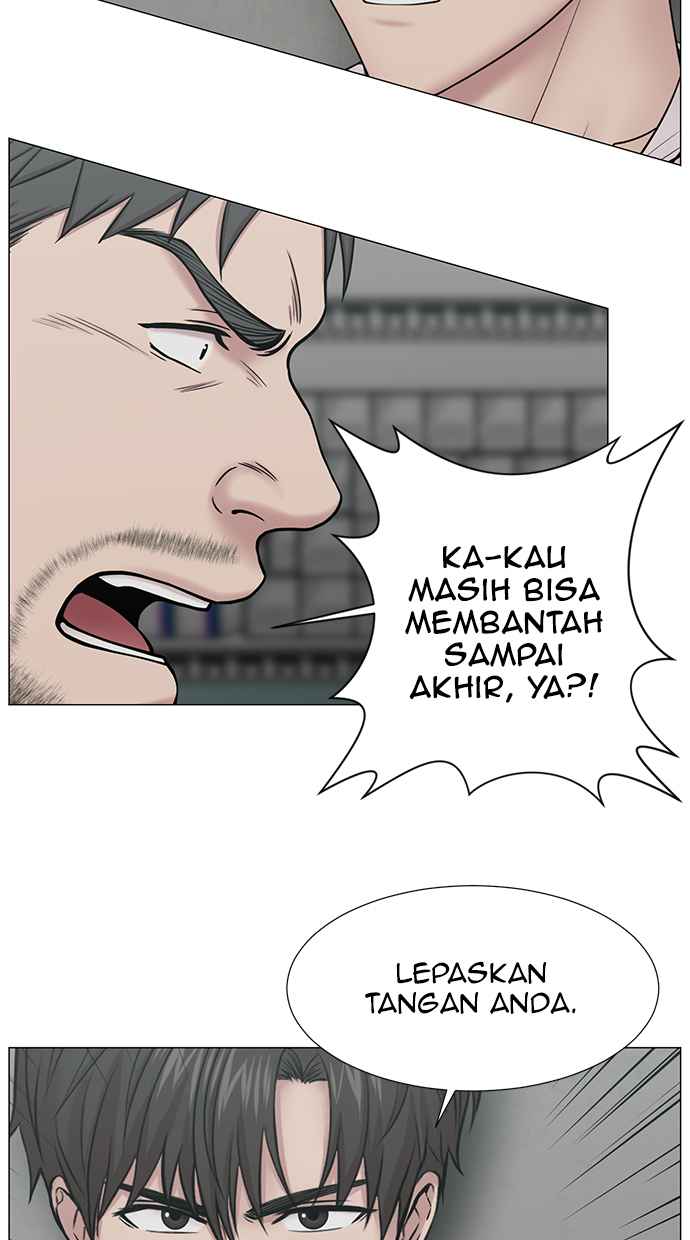 KA-KAU
MASIH BISA
MEMBANTAH
SAMPAI
AKHIR, YA?!
LEPASKAN
TANGAN ANDA.